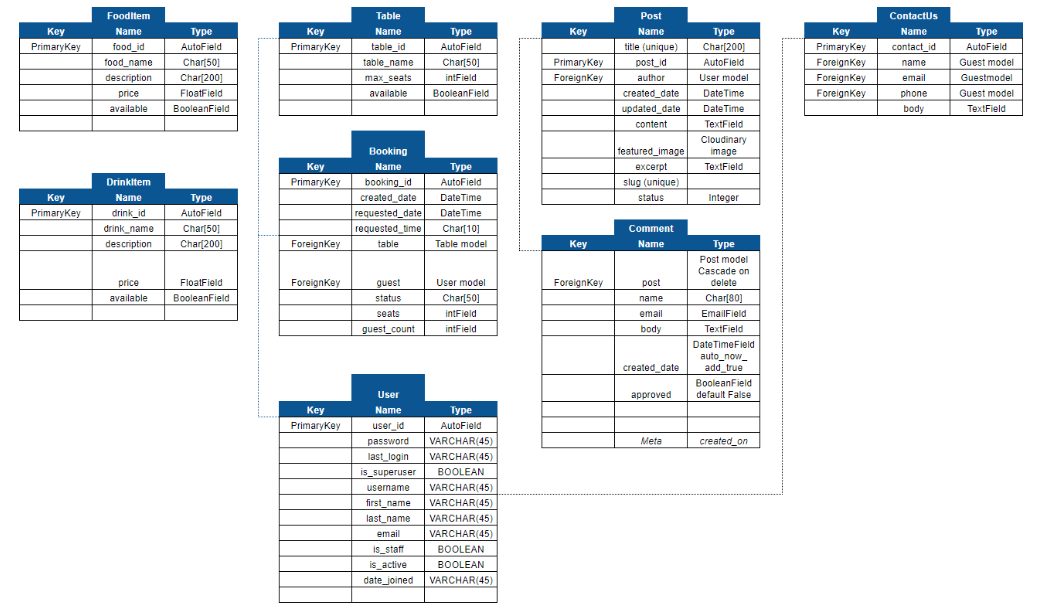 FoodItem
Key Name Type
PrimaryKey food_id AutoField
food_name Char[50]
description Char[200]
price FloatField
available BooleanField
DrinkItem
Key Name Type
PrimaryKey drink_id AutoField
drink_name Char[50]
description Char[200]
price FloatField
available BooleanField
Table
Key Name Type
PrimaryKey table_id AutoField
table_name Char[50]
max_seats intField
available BooleanField
Booking
Key Name Type
PrimaryKey booking_id AutoField
created_date DateTime
requested_date DateTime
requested_time Char[10]
ForeignKey table Table model
ForeignKey guest User model
status Char[50]
seats intField
guest_count intField
User
Key Name Type
PrimaryKey user_id AutoField
password VARCHAR(45)
last_login VARCHAR(45)
is_superuser BOOLEAN
username VARCHAR(45)
first_name VARCHAR(45)
last_name VARCHAR(45)
email VARCHAR(45)
is_staff BOOLEAN
is_active BOOLEAN
date_joined VARCHAR(45)
Post
Key Name Type
title (unique) Char[200]
PrimaryKey post_id AutoField
ForeignKey author User model
created_date DateTime
updated_date DateTime
content TextField
Cloudinary
featured_image image
excerpt TextField
slug (unique)
status Integer
Comment
Key Name Type
Post model
Cascade on
ForeignKey post delete
name Char[80]
email EmailField
body TextField
DateTimeField
auto_now_
created_date add_true
BooleanField
approved default False
Meta created_on
ContactUs
Key Name Type
PrimaryKey contact_id AutoField
ForeignKey name Guest model
ForeignKey email Guestmodel
ForeignKey phone Guest model
body TextField